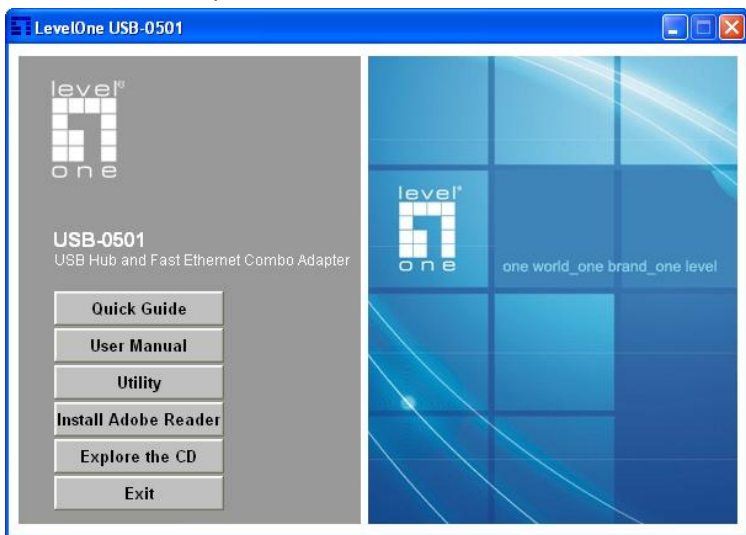 LevelOne USB-0501
level®
one
USB-0501
USB Hub and Fast Ethernet Combo Adapter
Quick Guide
User Manual
Utility
Install Adobe Reader
Explore the CD
Exit
level®
one
one world_one brand_one level